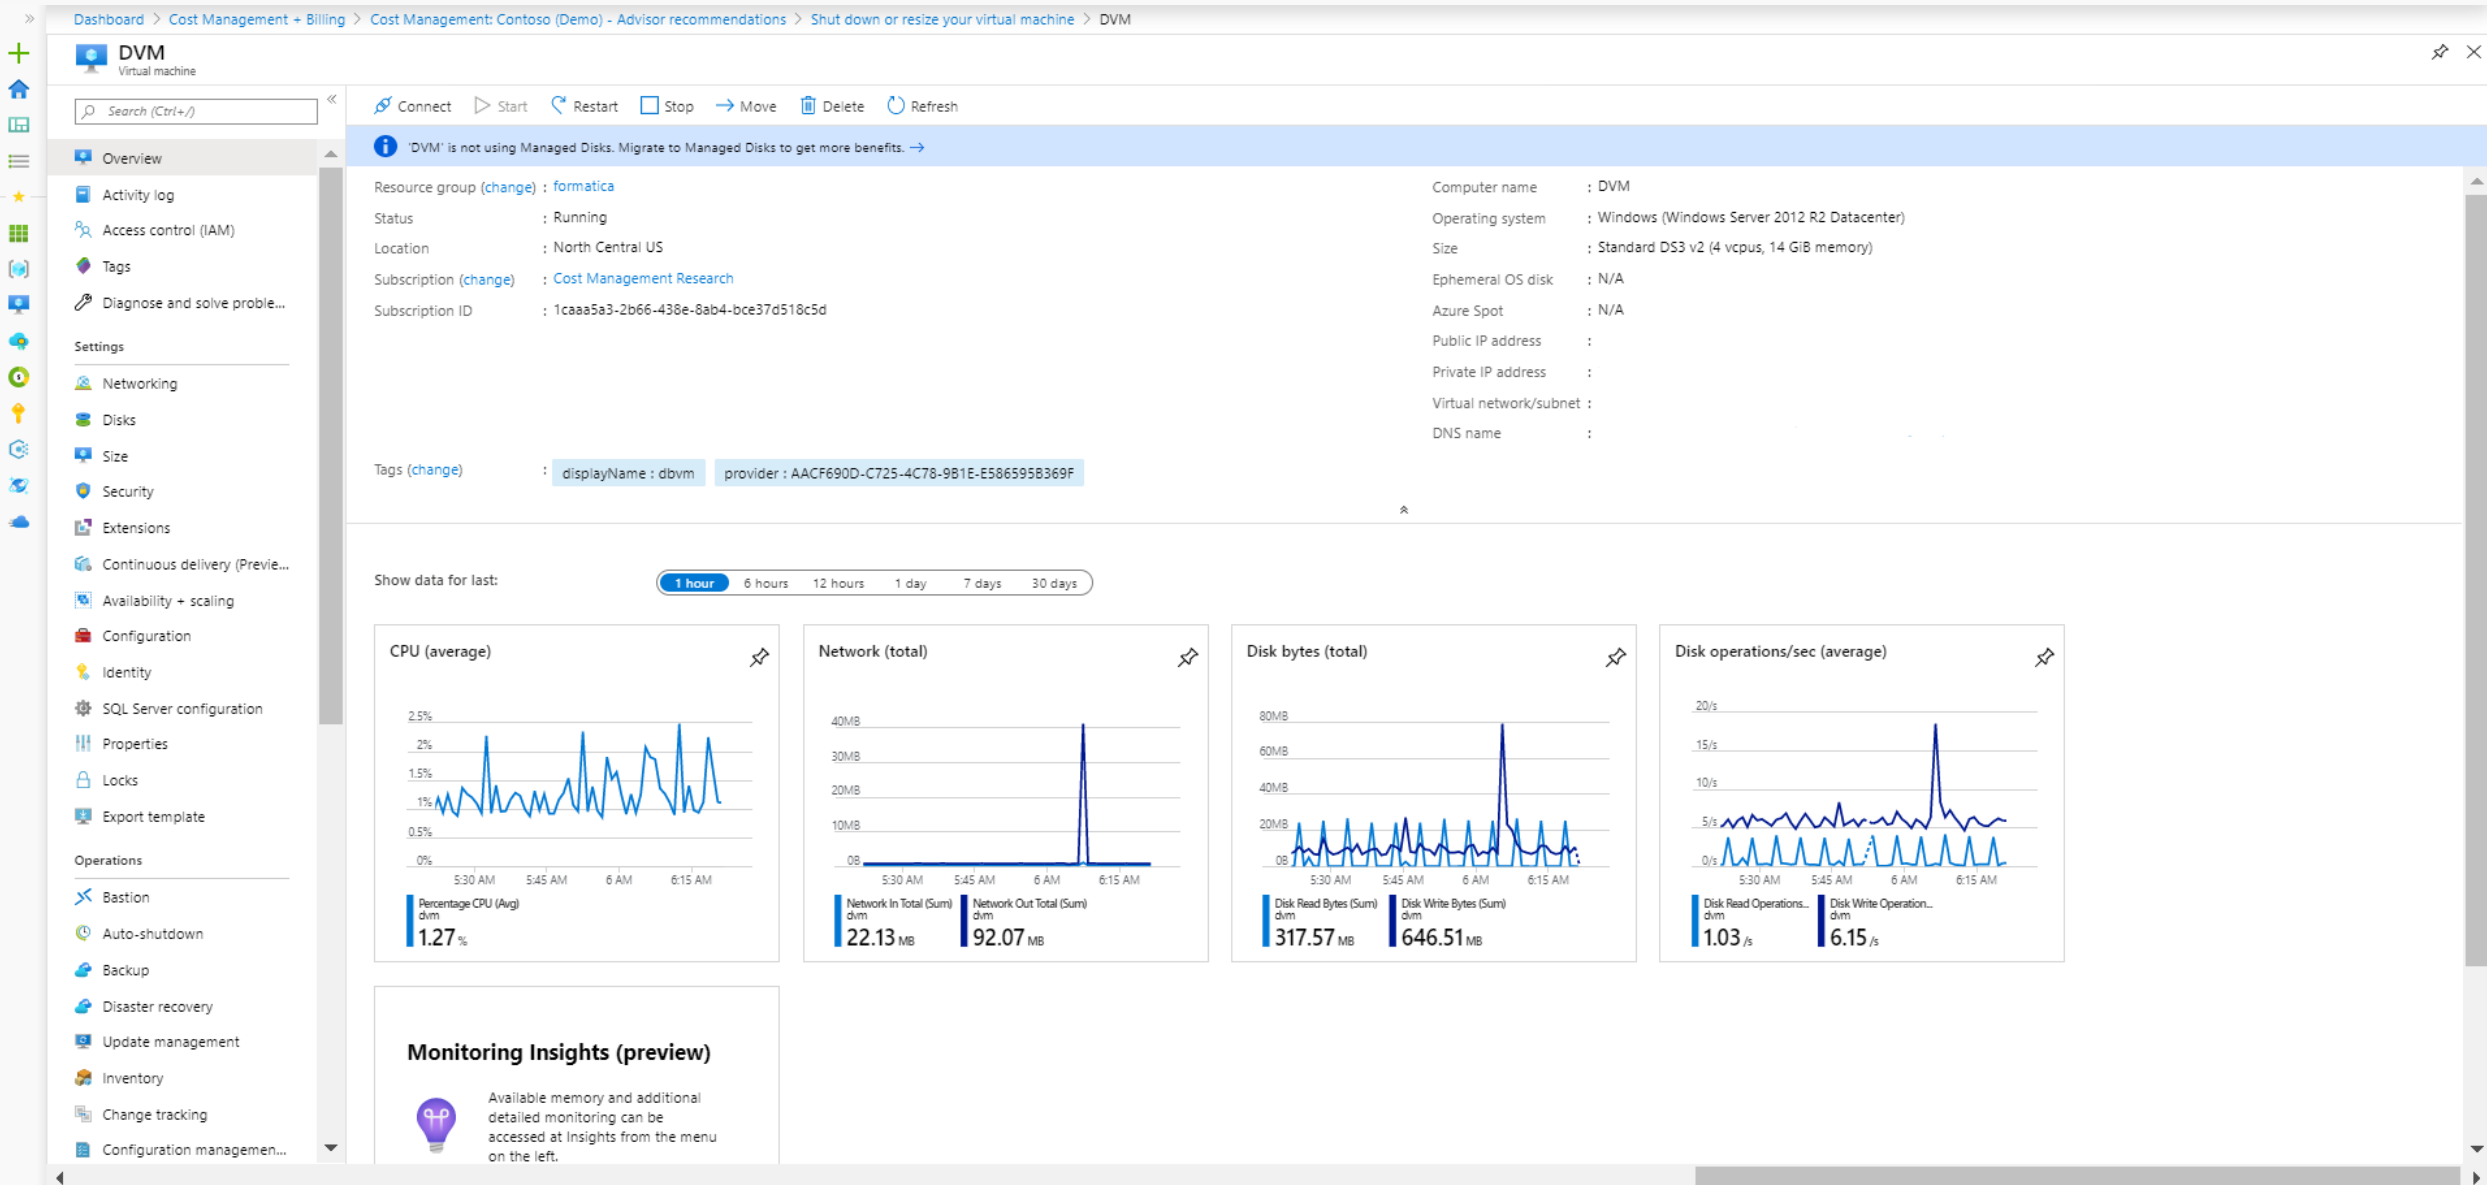 Dashboard > Cost Management + Billing > Cost Management: Contoso (Demo) - Advisor recommendations > Shut down or resize your virtual machine > DVM
DVM
Virtual machine
Search (Ctrl+/)
Overview
Activity log
Access control (IAM)
Tags
Diagnose and solve proble...
Settings
Networking
Disks
Size
Security
Extensions
Continuous delivery (Previe...
Availability + scaling
Configuration
Identity
SQL Server configuration
Properties
Locks
Export template
Operations
Bastion
Auto-shutdown
Backup
Disaster recovery
Update management
Inventory
Change tracking
Configuration managemen...
Connect Start Restart Stop Move Delete Refresh
'DVM' is not using Managed Disks. Migrate to Managed Disks to get more benefits. →
Resource group (change) : formatica
Status : Running
Location : North Central US
Subscription (change) : Cost Management Research
Subscription ID : 1caaa5a3-2b66-438e-8ab4-bce37d518c5d
Computer name : DVM
Operating system : Windows (Windows Server 2012 R2 Datacenter)
Size : Standard DS3 v2 (4 vcpus, 14 GiB memory)
Ephemeral OS disk : N/A
Azure Spot : N/A
Public IP address :
Private IP address :
Virtual network/subnet :
DNS name :
Tags (change) : displayName : dbvm provider : AACF690D-C725-4C78-9B1E-E586595B369F
Show data for last: 1 hour 6 hours 12 hours 1 day 7 days 30 days
CPU (average)
2.5%
2%
1.5%
1%
0.5%
0%
5:30 AM 5:45 AM 6 AM 6:15 AM
Percentage CPU (Avg)
dvm
1.27 %
Network (total)
40MB
30MB
20MB
10MB
0B
5:30 AM 5:45 AM 6 AM 6:15 AM
Network In Total (Sum) Network Out Total (Sum)
dvm dvm
22.13 MB 92.07 MB
Disk bytes (total)
80MB
60MB
40MB
20MB
0B
5:30 AM 5:45 AM 6 AM 6:15 AM
Disk Read Bytes (Sum) Disk Write Bytes (Sum)
dvm dvm
317.57 MB 646.51 MB
Disk operations/sec (average)
20/s
15/s
10/s
5/s
0/s
5:30 AM 5:45 AM 6 AM 6:15 AM
Disk Read Operations... Disk Write Operation...
dvm dvm
1.03 /s 6.15 /s
Monitoring Insights (preview)
Available memory and additional
detailed monitoring can be
accessed at Insights from the menu
on the left.